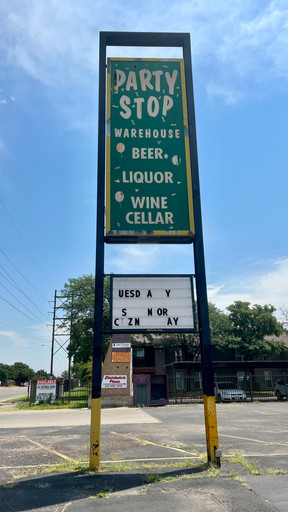 PARTY
STOP
WAREHOUSE
BEER
LIQUOR
WINE
CELLAR
UESD A Y
S N OR
C ZN AY